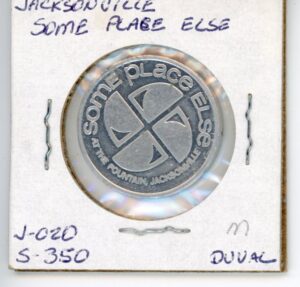 JACKSONVILLE
SOME PLACE ELSE
SOME PLACE ELSE
AT THE FOUNTAIN, JACKSONVILLE
J-020
S-350
m
DUVAL